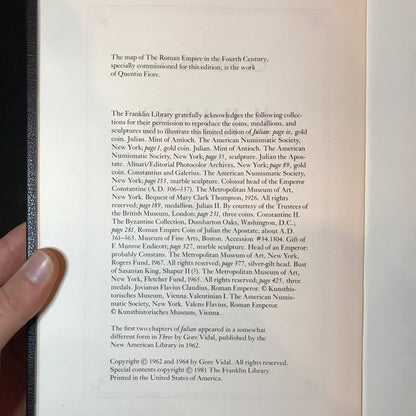 The map of The Roman Empire in the Fourth Century,
specially commissioned for this edition, is the work
of Quentin Fiore.
The Franklin Library gratefully acknowledges the following collec-
tions for their permission to reproduce the coins, medallions, and
sculptures used to illustrate this limited edition of Julian: page ii, gold
coin. Julian. Mint of Antioch. The American Numismatic Society,
New York; page 1, gold coin. Julian. Mint of Antioch. The American
Numismatic Society, New York; page 35, sculpture. Julian the Apos-
tate. Alinari/Editorial Photocolor Archives, New York; page 89, gold
coin. Constantius and Galerius. The American Numismatic Society,
New York; page 133, marble sculpture. Colossal head of the Emperor
Constantine (A.D. 306–337). The Metropolitan Museum of Art,
New York. Bequest of Mary Clark Thompson, 1926. All rights
reserved; page 189, medallion. Julian II. By courtesy of the Trustees
of the British Museum, London; page 231, three coins. Constantine II.
The Byzantine Collection, Dumbarton Oaks, Washington, D.C.;
page 281, Roman Empire Coin of Julian the Apostate, about A.D.
361–363. Museum of Fine Arts, Boston. Accession #34.1304. Gift of
F. Munroe Endicott; page 327, marble sculpture. Head of an Emperor:
probably Constans. The Metropolitan Museum of Art, New York,
Rogers Fund, 1967. All rights reserved; page 377, silver-gilt head. Bust
of Sasanian King, Shapur II (?). The Metropolitan Museum of Art,
New York, Fletcher Fund, 1965. All rights reserved; page 425, three
medals. Jovianus Flavius Claudius, Roman Emperor. © Kunsthis-
torisches Museum, Vienna. Valentinian I. The American Numis-
matic Society, New York. Valens Flavius, Roman Emperor.
© Kunsthistorisches Museum, Vienna.
The first two chapters of Julian appeared in a somewhat
different form in Three by Gore Vidal, published by the
New American Library in 1962.
Copyright © 1962 and 1964 by Gore Vidal. All rights reserved.
Special contents copyright © 1981 The Franklin Library.
Printed in the United States of America.